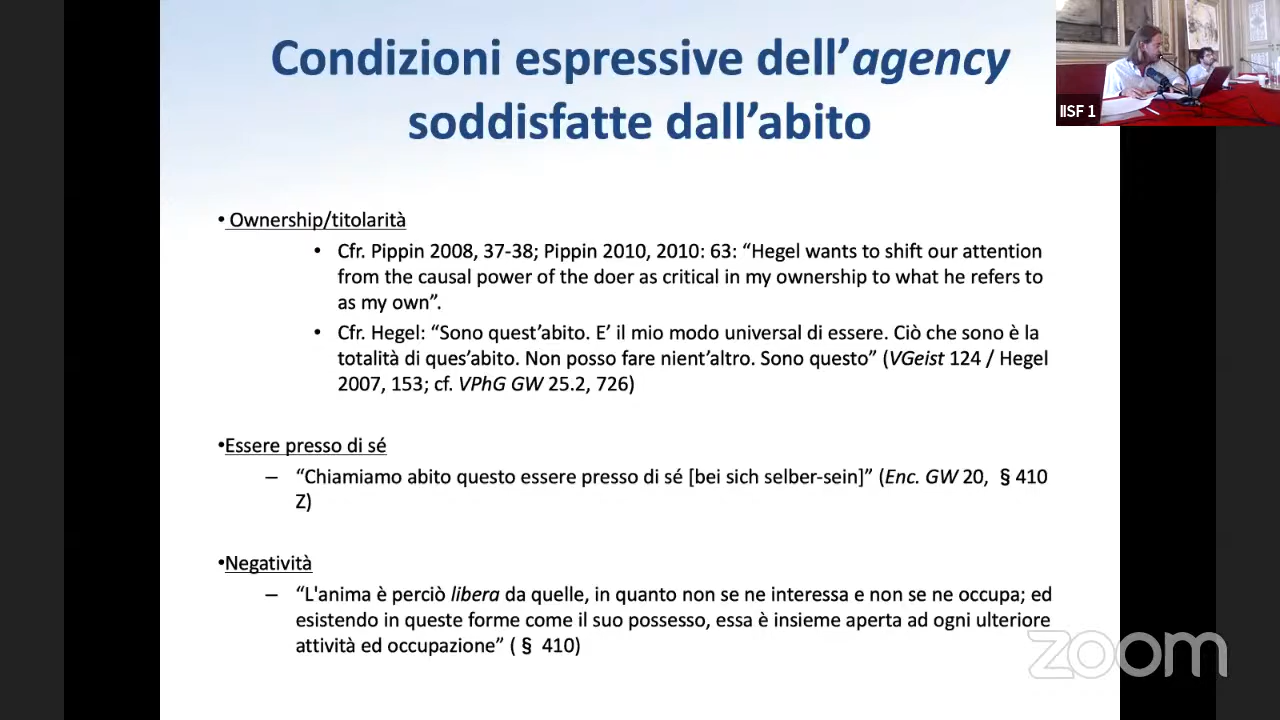 Condizioni espressive dell’agency
soddisfatte dall’abito
IISF 1
• Ownership/titolarità
• Cfr. Pippin 2008, 37-38; Pippin 2010, 2010: 63: “Hegel wants to shift our attention
from the causal power of the doer as critical in my ownership to what he refers to
as my own”.
• Cfr. Hegel: “Sono quest’abito. E’ il mio modo universal di essere. Ciò che sono è la
totalità di ques’abito. Non posso fare nient’altro. Sono questo” (VGeist 124 / Hegel
2007, 153; cf. VPhG GW 25.2, 726)
•Essere presso di sé
– “Chiamiamo abito questo essere presso di sé [bei sich selber-sein]” (Enc. GW 20, § 410
Z)
•Negatività
– “L'anima è perciò libera da quelle, in quanto non se ne interessa e non se ne occupa; ed
esistendo in queste forme come il suo possesso, essa è insieme aperta ad ogni ulteriore
attività ed occupazione” ( § 410)
zoom